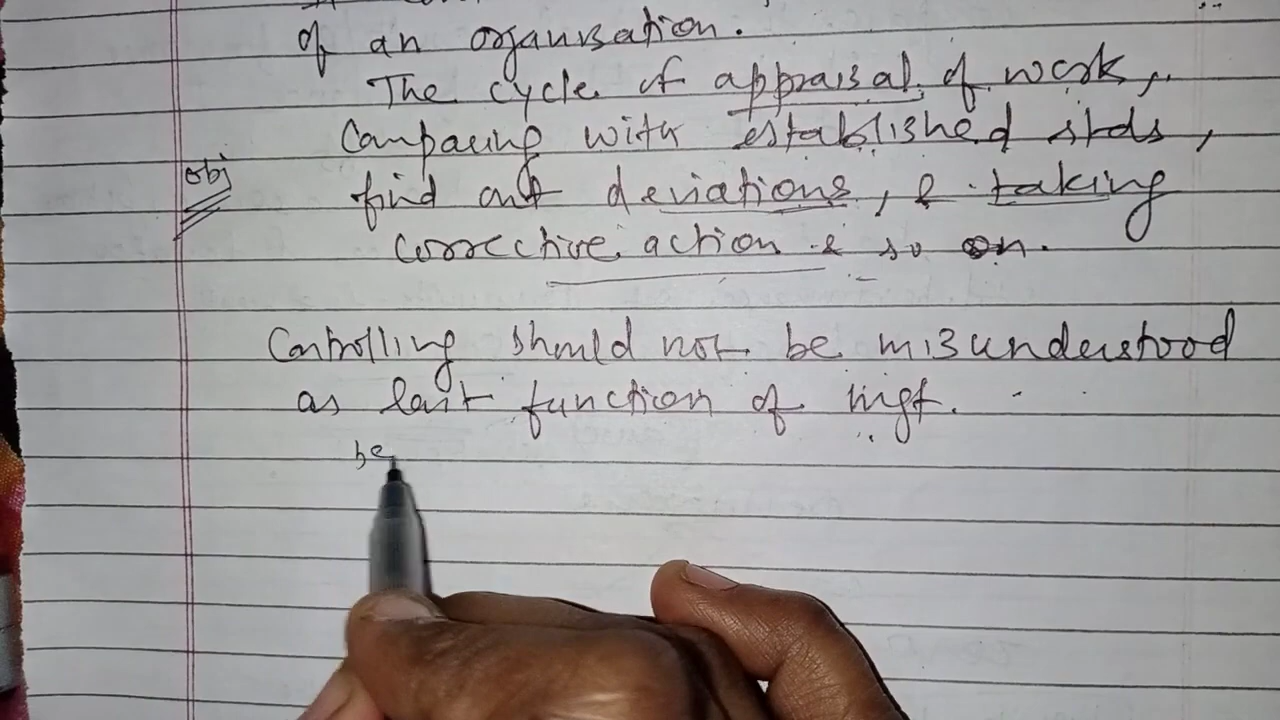 of an organisation.
The cycle of appraisal of work,
Comparing with established stds,
obj
find out deviations, & taking
corrective action & so on.
Controlling should not be misunderstood
as last function of mgt.
be